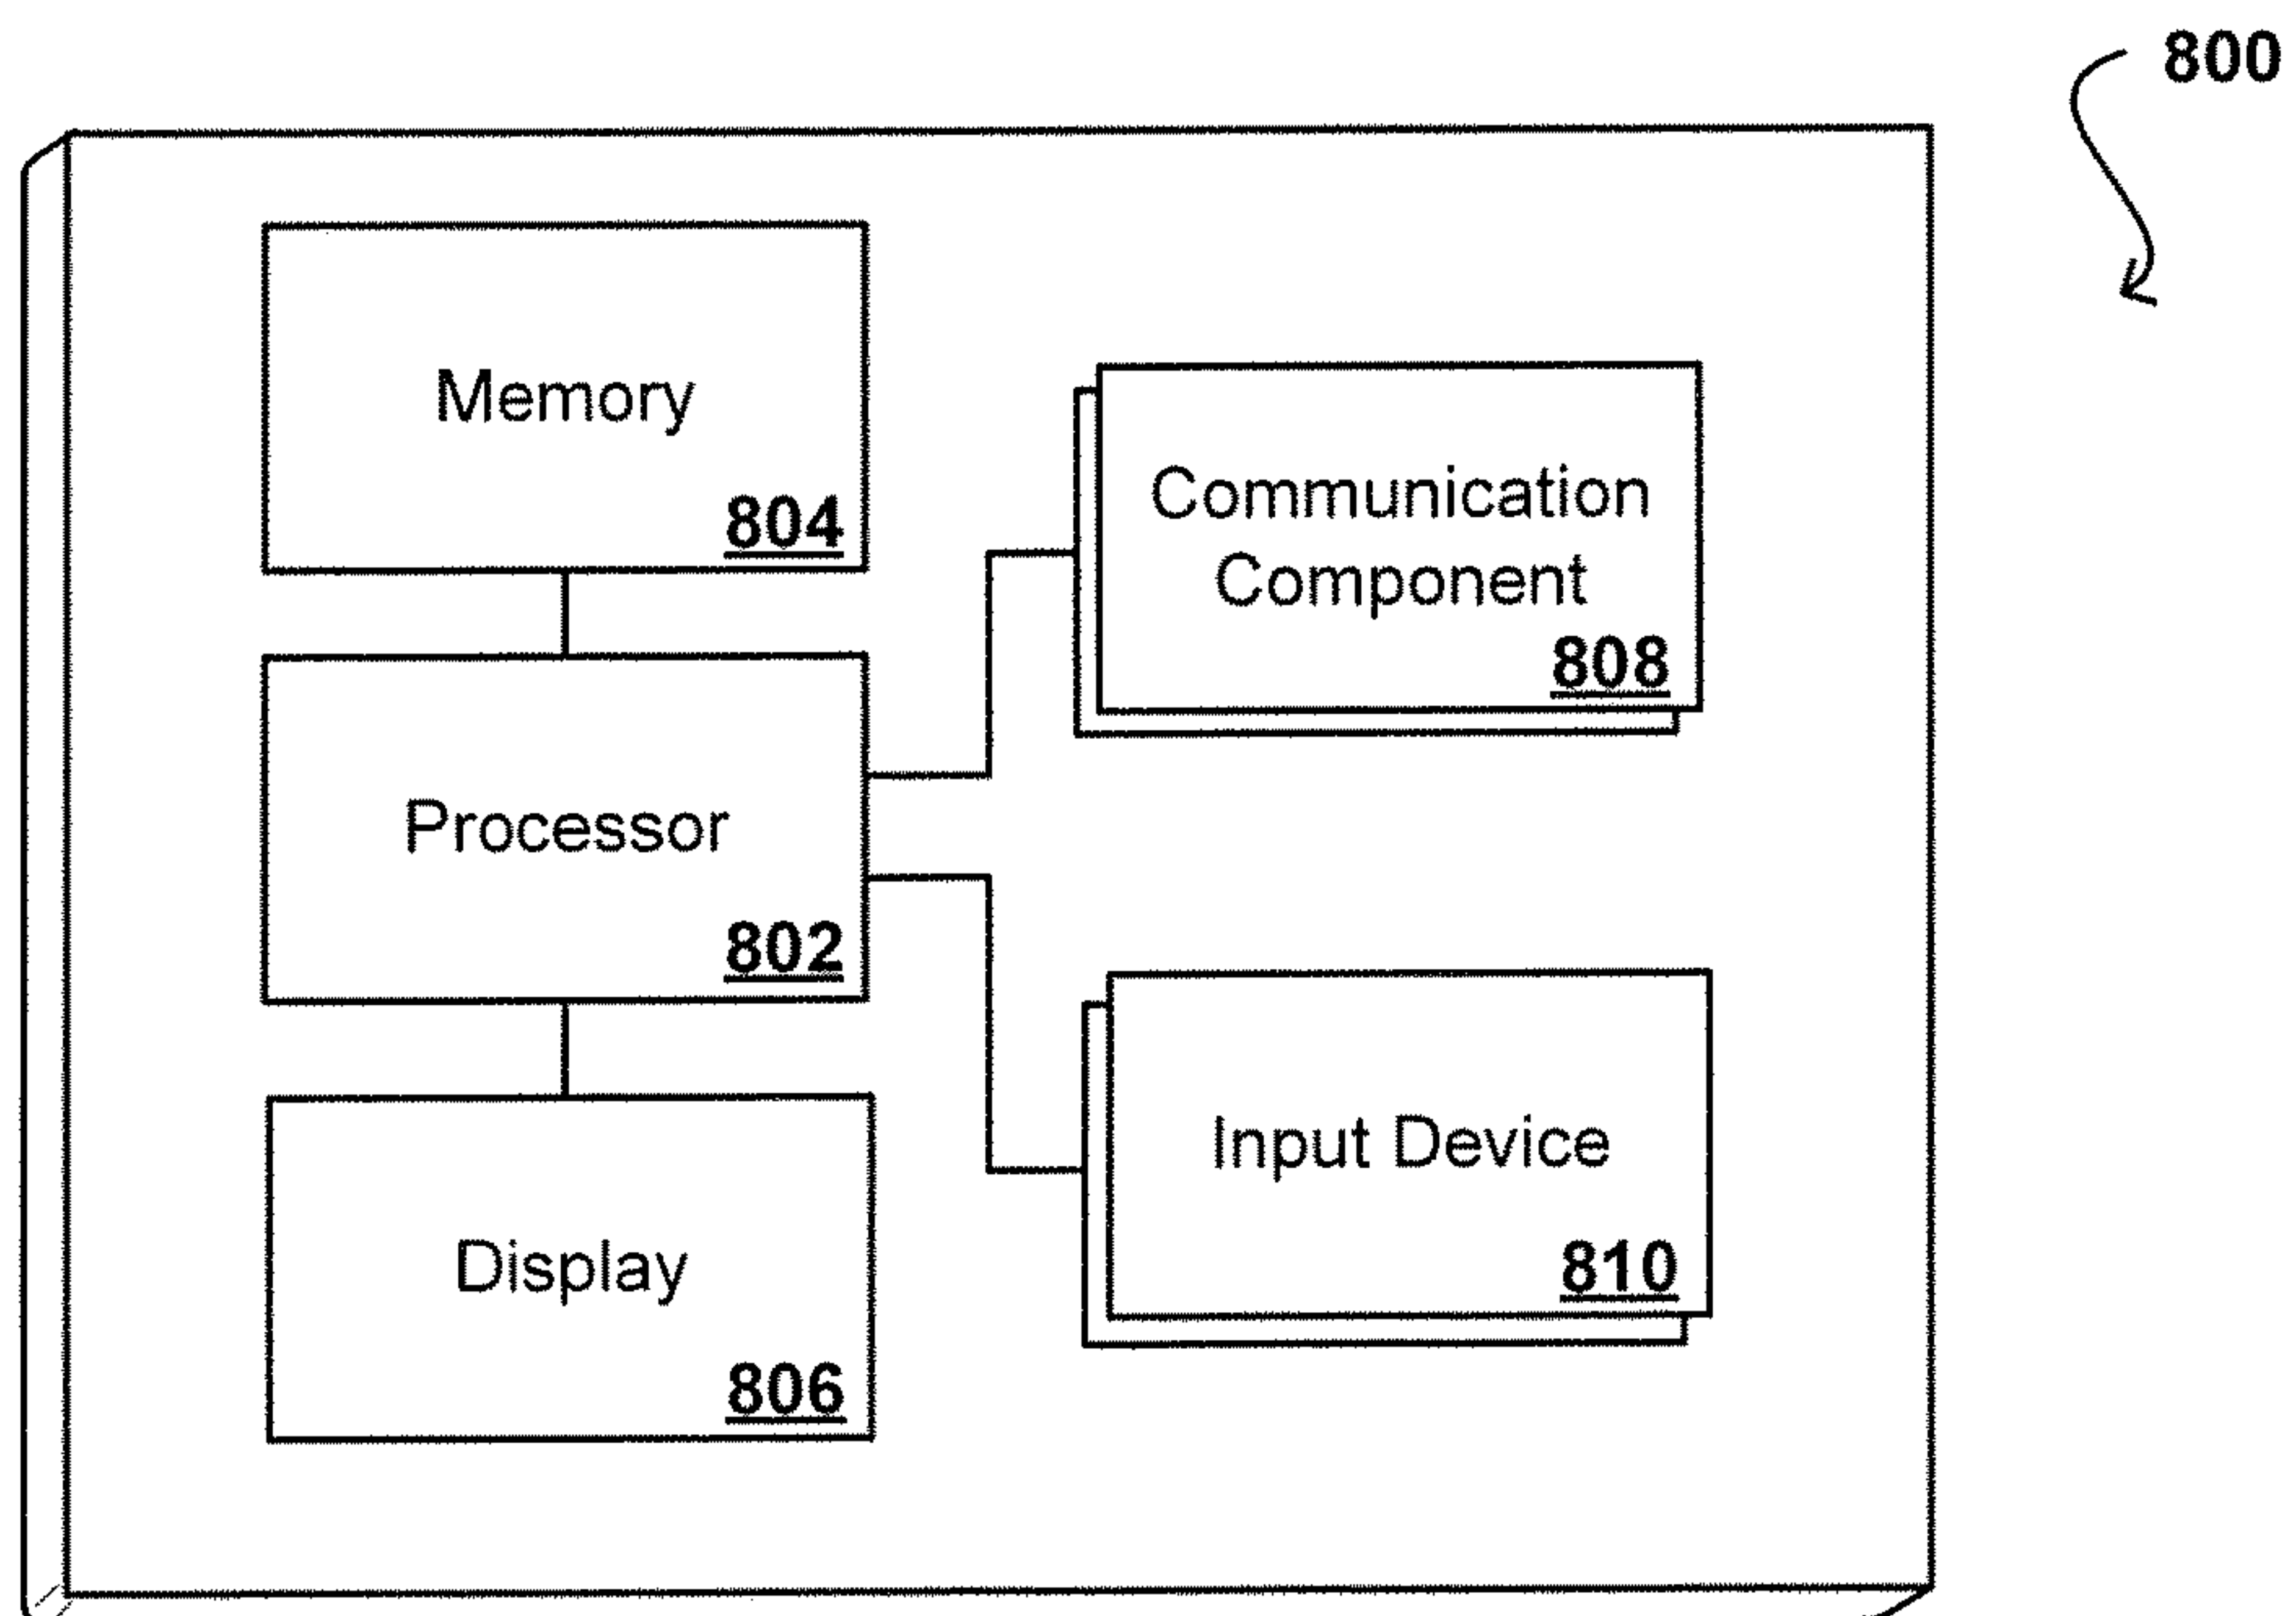 800
Memory
804
Communication
Component
808
Processor
802
Input Device
810
Display
806